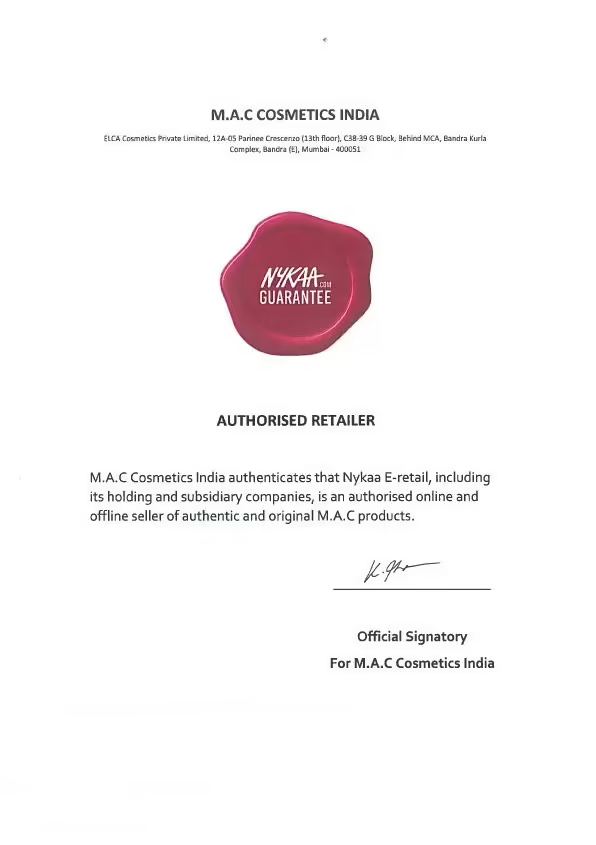 M.A.C COSMETICS INDIA
ELCA Cosmetics Private Limited, 12A-05 Parinee Crescenzo (13th floor), C38-39 G Block, Behind MCA, Bandra Kurla
Complex, Bandra (E), Mumbai - 400051
NYKAA.COM
GUARANTEE
AUTHORISED RETAILER
M.A.C Cosmetics India authenticates that Nykaa E-retail, including
its holding and subsidiary companies, is an authorised online and
offline seller of authentic and original M.A.C products.
Official Signatory
For M.A.C Cosmetics India